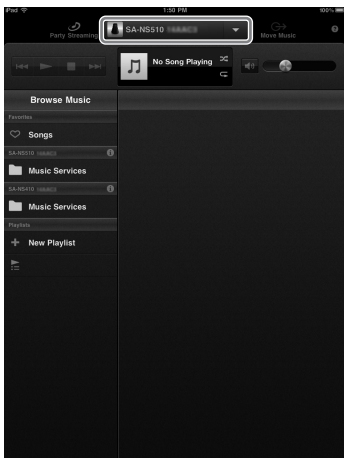 iPad 1:50 PM 100%
Party Streaming SA-NS510 Move Music
No Song Playing
Browse Music
Favorites
Songs
SA-NS510
Music Services
SA-NS410
Music Services
Playlists
New Playlist